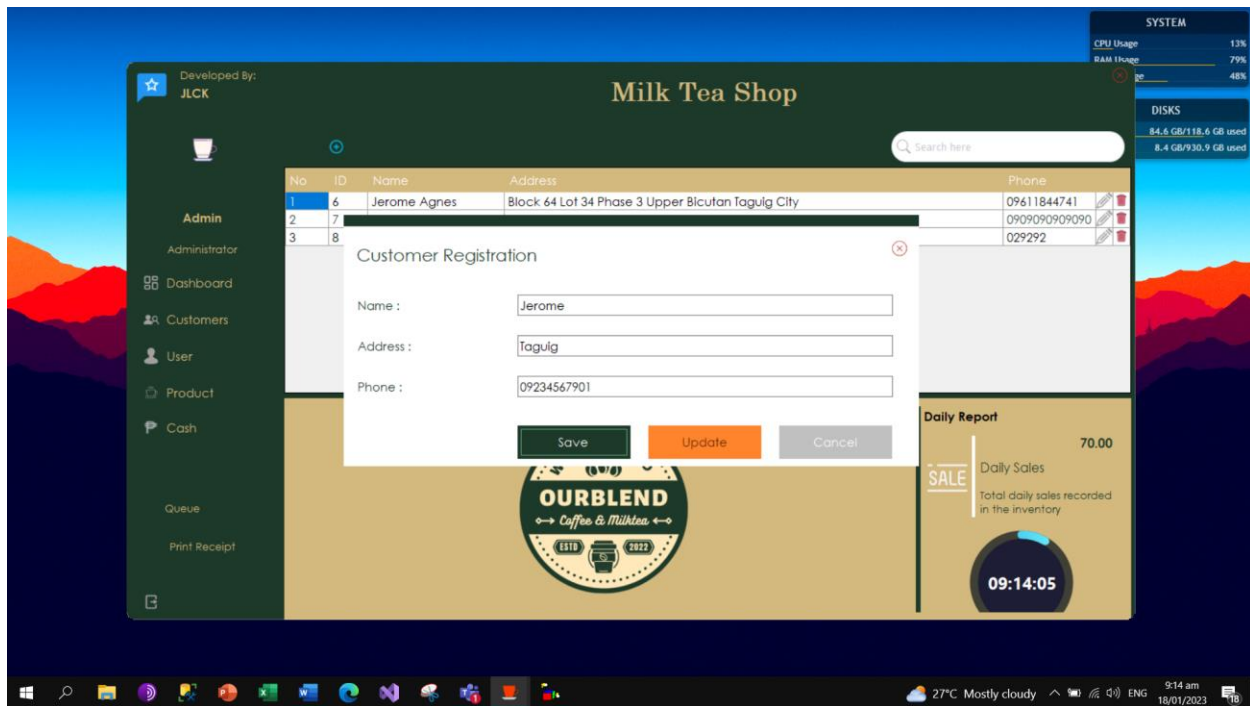 SYSTEM
CPU Usage 13%
RAM Usage 79%
ge 48%
DISKS
84.6 GB/118.6 GB used
8.4 GB/930.9 GB used
Developed By:
JLCK
Milk Tea Shop
Search here
No ID Name Address Phone
1 6 Jerome Agnes Block 64 Lot 34 Phase 3 Upper Bicutan Taguig City 09611844741
2 7 0909090909090
3 8 029292
Admin
Administrator
Dashboard
Customers
User
Product
Cash
Queue
Print Receipt
Customer Registration
Name : Jerome
Address : Taguig
Phone : 09234567901
Save Update Cancel
OURBLEND
Coffee & Milktea
ESTD 2022
Daily Report
70.00
SALE
Daily Sales
Total daily sales recorded
in the inventory
09:14:05
27°C Mostly cloudy ENG 9:14 am
18/01/2023
18